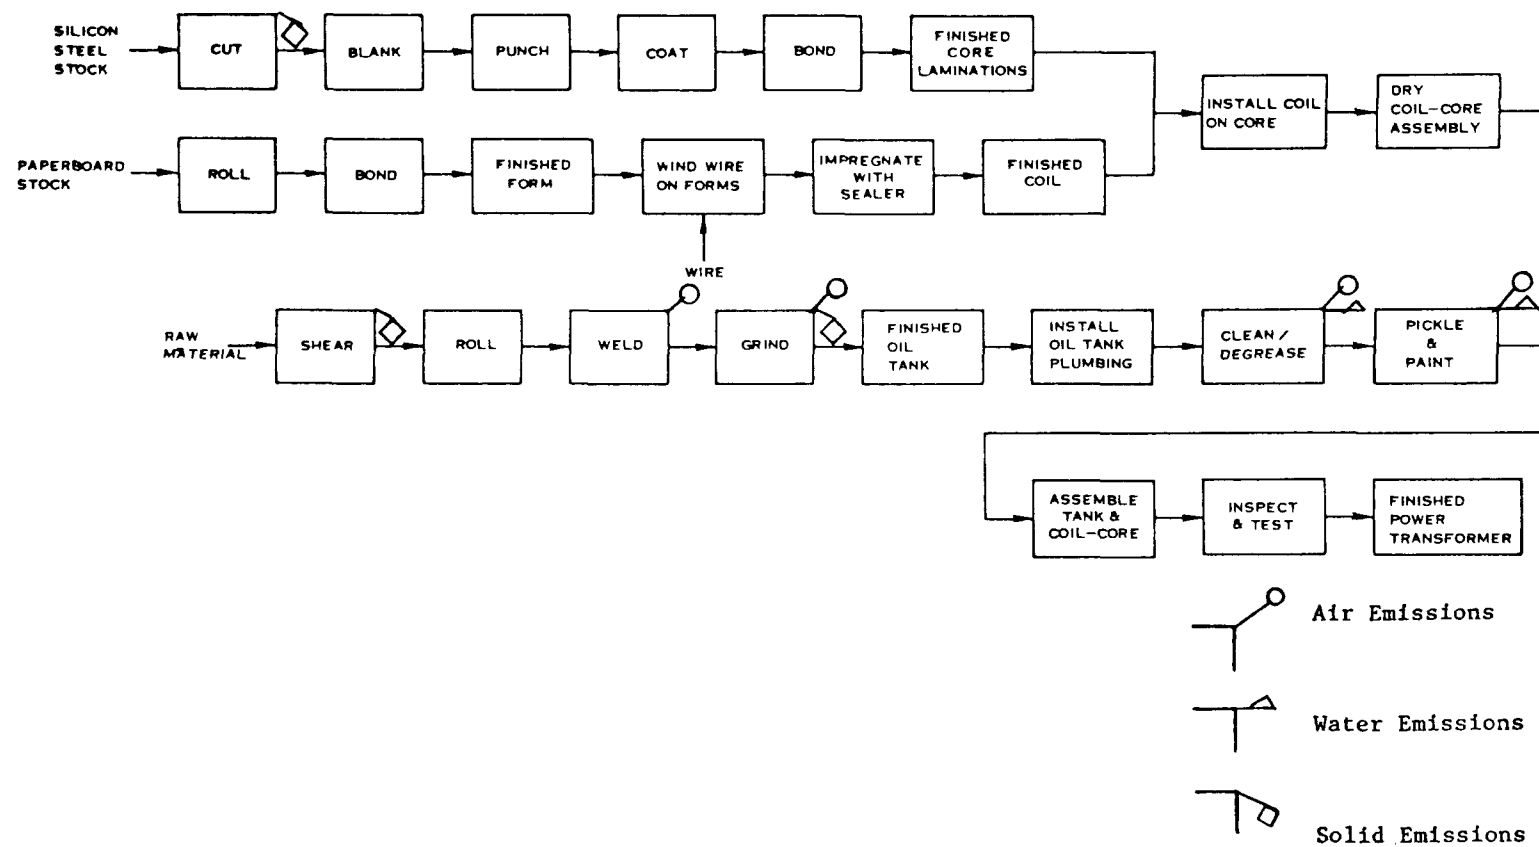 SILICON
STEEL
STOCK
CUT
BLANK
PUNCH
COAT
BOND
FINISHED
CORE
LAMINATIONS
INSTALL COIL
ON CORE
DRY
COIL-CORE
ASSEMBLY
PAPERBOARD
STOCK
ROLL
BOND
FINISHED
FORM
WIND WIRE
ON FORMS
IMPREGNATE
WITH
SEALER
FINISHED
COIL
WIRE
RAW
MATERIAL
SHEAR
ROLL
WELD
GRIND
FINISHED
OIL
TANK
INSTALL
OIL TANK
PLUMBING
CLEAN/
DEGREASE
PICKLE
&
PAINT
ASSEMBLE
TANK &
COIL-CORE
INSPECT
& TEST
FINISHED
POWER
TRANSFORMER
Air Emissions
Water Emissions
Solid Emissions